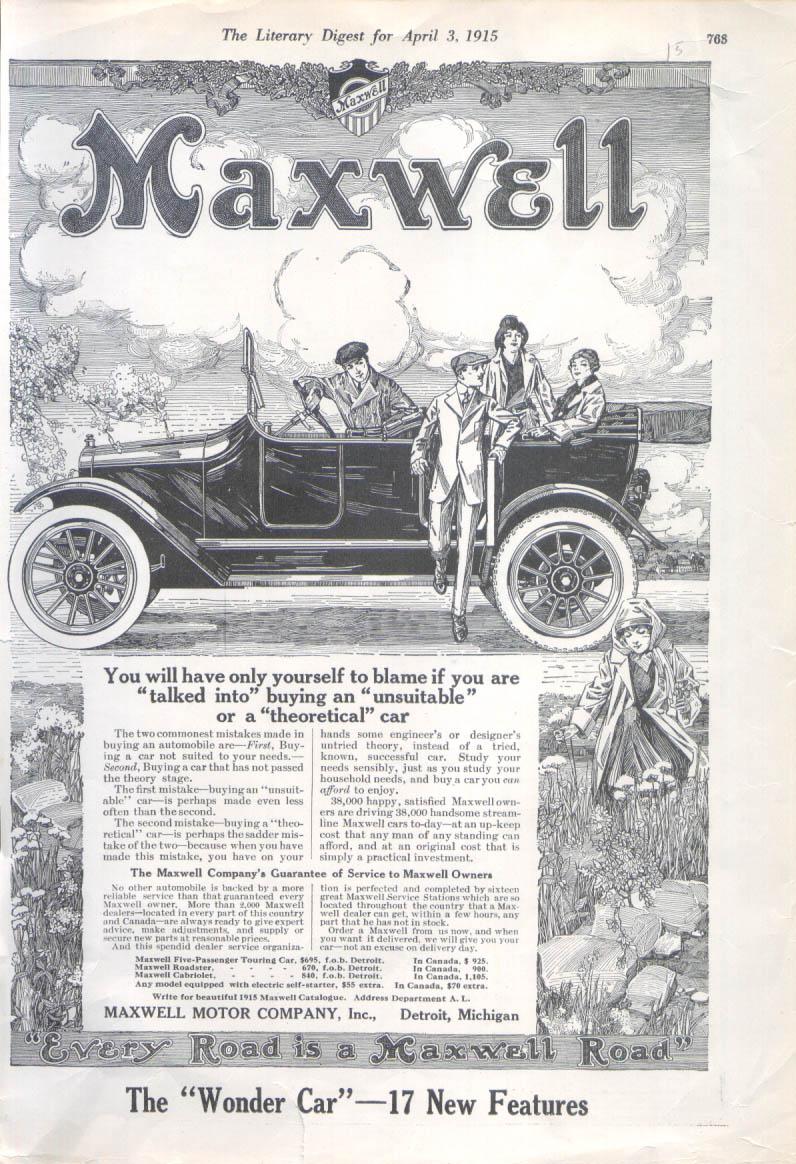 The Literary Digest for April 3, 1915
768
15
Maxwell
Maxwell
You will have only yourself to blame if you are
“talked into” buying an “unsuitable”
or a “theoretical” car
The two commonest mistakes made in
buying an automobile are—First, Buy-
ing a car not suited to your needs.—
Second, Buying a car that has not passed
the theory stage.
The first mistake—buying an “unsuit-
able” car—is perhaps made even less
often than the second.
The second mistake—buying a “theo-
retical” car—is perhaps the sadder mis-
take of the two—because when you have
made this mistake, you have on your
hands some engineer's or designer's
untried theory, instead of a tried,
known, successful car. Study your
needs sensibly, just as you study your
household needs, and buy a car you can
afford to enjoy.
38,000 happy, satisfied Maxwell own-
ers are driving 38,000 handsome stream-
line Maxwell cars to-day—at an up-keep
cost that any man of any standing can
afford, and at an original cost that is
simply a practical investment.
The Maxwell Company's Guarantee of Service to Maxwell Owners
No other automobile is backed by a more
reliable service than that guaranteed every
Maxwell owner. More than 2,000 Maxwell
dealers—located in every part of this country
and Canada—are always ready to give expert
advice, make adjustments, and supply or
secure new parts at reasonable prices.
And this spendid dealer service organiza-
tion is perfected and completed by sixteen
great Maxwell Service Stations which are so
located throughout the country that a Max-
well dealer can get, within a few hours, any
part that he has not in stock.
Order a Maxwell from us now, and when
you want it delivered, we will give you your
car—not an excuse on delivery day.
Maxwell Five-Passenger Touring Car, $695, f.o.b. Detroit. In Canada, $ 925.
Maxwell Roadster, - - - - 670, f.o.b. Detroit. In Canada, 900.
Maxwell Cabriolet, - - - - 840, f.o.b. Detroit. In Canada, 1,105.
Any model equipped with electric self-starter, $55 extra. In Canada, $70 extra.
Write for beautiful 1915 Maxwell Catalogue. Address Department A. L.
MAXWELL MOTOR COMPANY, Inc., Detroit, Michigan
“Every Road is a Maxwell Road”
The “Wonder Car”—17 New Features